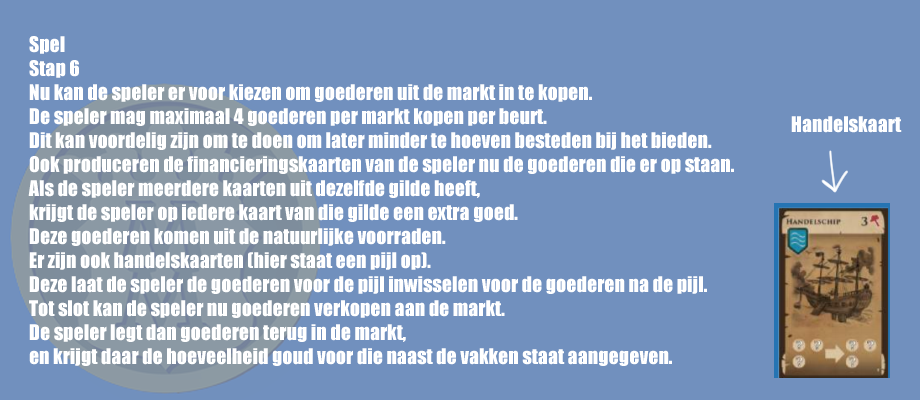 Spel
Stap 6
Nu kan de speler er voor kiezen om goederen uit de markt in te kopen.
De speler mag maximaal 4 goederen per markt kopen per beurt.
Dit kan voordelig zijn om te doen om later minder te hoeven besteden bij het bieden.
Ook produceren de financieringskaarten van de speler nu de goederen die er op staan.
Als de speler meerdere kaarten uit dezelfde gilde heeft,
krijgt de speler op iedere kaart van die gilde een extra goed.
Deze goederen komen uit de natuurlijke voorraden.
Er zijn ook handelskaarten (hier staat een pijl op).
Deze laat de speler de goederen voor de pijl inwisselen voor de goederen na de pijl.
Tot slot kan de speler nu goederen verkopen aan de markt.
De speler legt dan goederen terug in de markt,
en krijgt daar de hoeveelheid goud voor die naast de vakken staat aangegeven.
Handelskaart
Handelschip 3